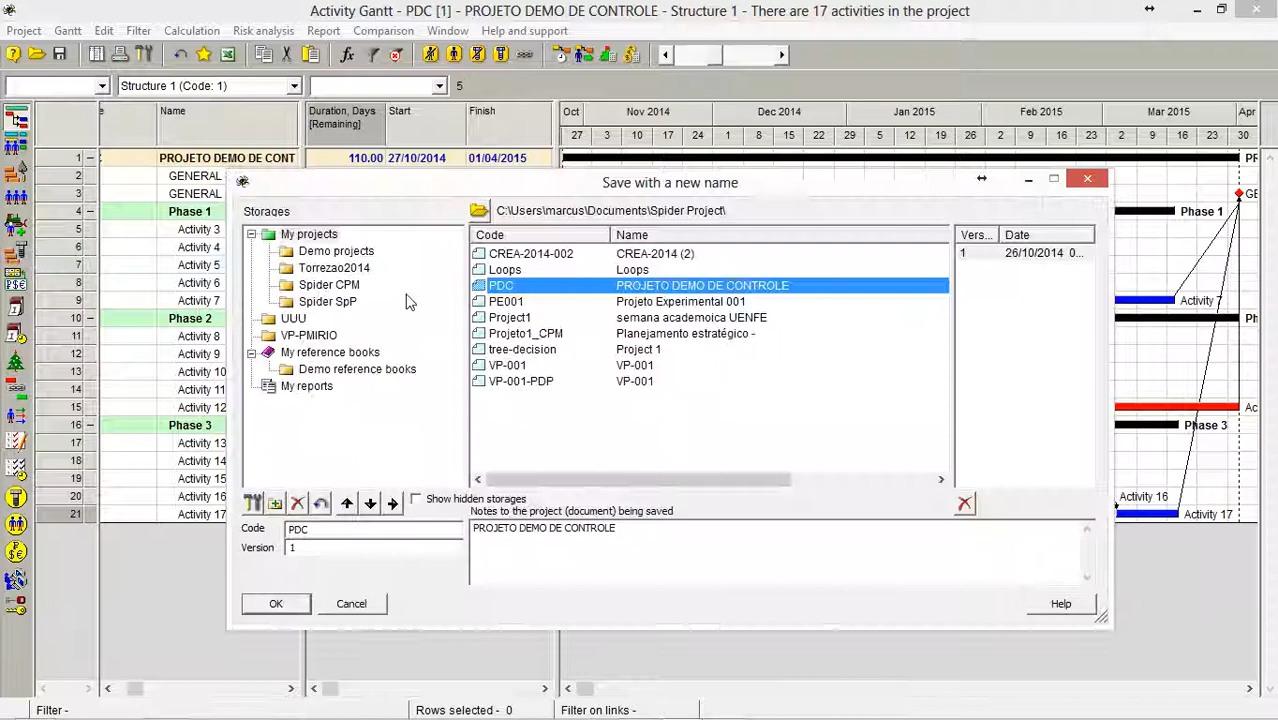 Activity Gantt - PDC [1] - PROJETO DEMO DE CONTROLE - Structure 1 - There are 17 activities in the project
Project Gantt Edit Filter Calculation Risk analysis Report Comparison Window Help and support
Structure 1 (Code: 1) 5
Name Duration, Days [Remaining] Start Finish Oct Nov 2014 Dec 2014 Jan 2015 Feb 2015 Mar 2015 Apr
27 3 10 17 24 1 8 15 22 29 5 12 19 26 2 9 16 23 2 9 16 23 30
1 PROJETO DEMO DE CONT 110.00 27/10/2014 01/04/2015 PR
2 GENERAL
3 GENERAL GE
4 Phase 1 Phase 1
5 Activity 3
6 Activity 4
7 Activity 5
8 Activity 6
9 Activity 7 Activity 7
10 Phase 2 Ph
11 Activity 8
12 Activity 9
13 Activity 10
14 Activity 11
15 Activity 12 Ac
16 Phase 3 Phase 3
17 Activity 13
18 Activity 14
19 Activity 15
20 Activity 16 Activity 16
21 Activity 17 Activity 17
Save with a new name
Storages
C:\Users\marcus\Documents\Spider Project\
My projects
Demo projects
Torrezao2014
Spider CPM
Spider SpP
UUU
VP-PMIRIO
My reference books
Demo reference books
My reports
Code Name Vers... Date
CREA-2014-002 CREA-2014 (2) 1 26/10/2014 0...
Loops Loops
PDC PROJETO DEMO DE CONTROLE
PE001 Projeto Experimental 001
Project1 semana academoica UENFE
Projeto1_CPM Planejamento estratégico -
tree-decision Project 1
VP-001 VP-001
VP-001-PDP VP-001
Show hidden storages
Notes to the project (document) being saved
Code PDC
Version 1
PROJETO DEMO DE CONTROLE
OK Cancel Help
Filter - Rows selected - 0 Filter on links -